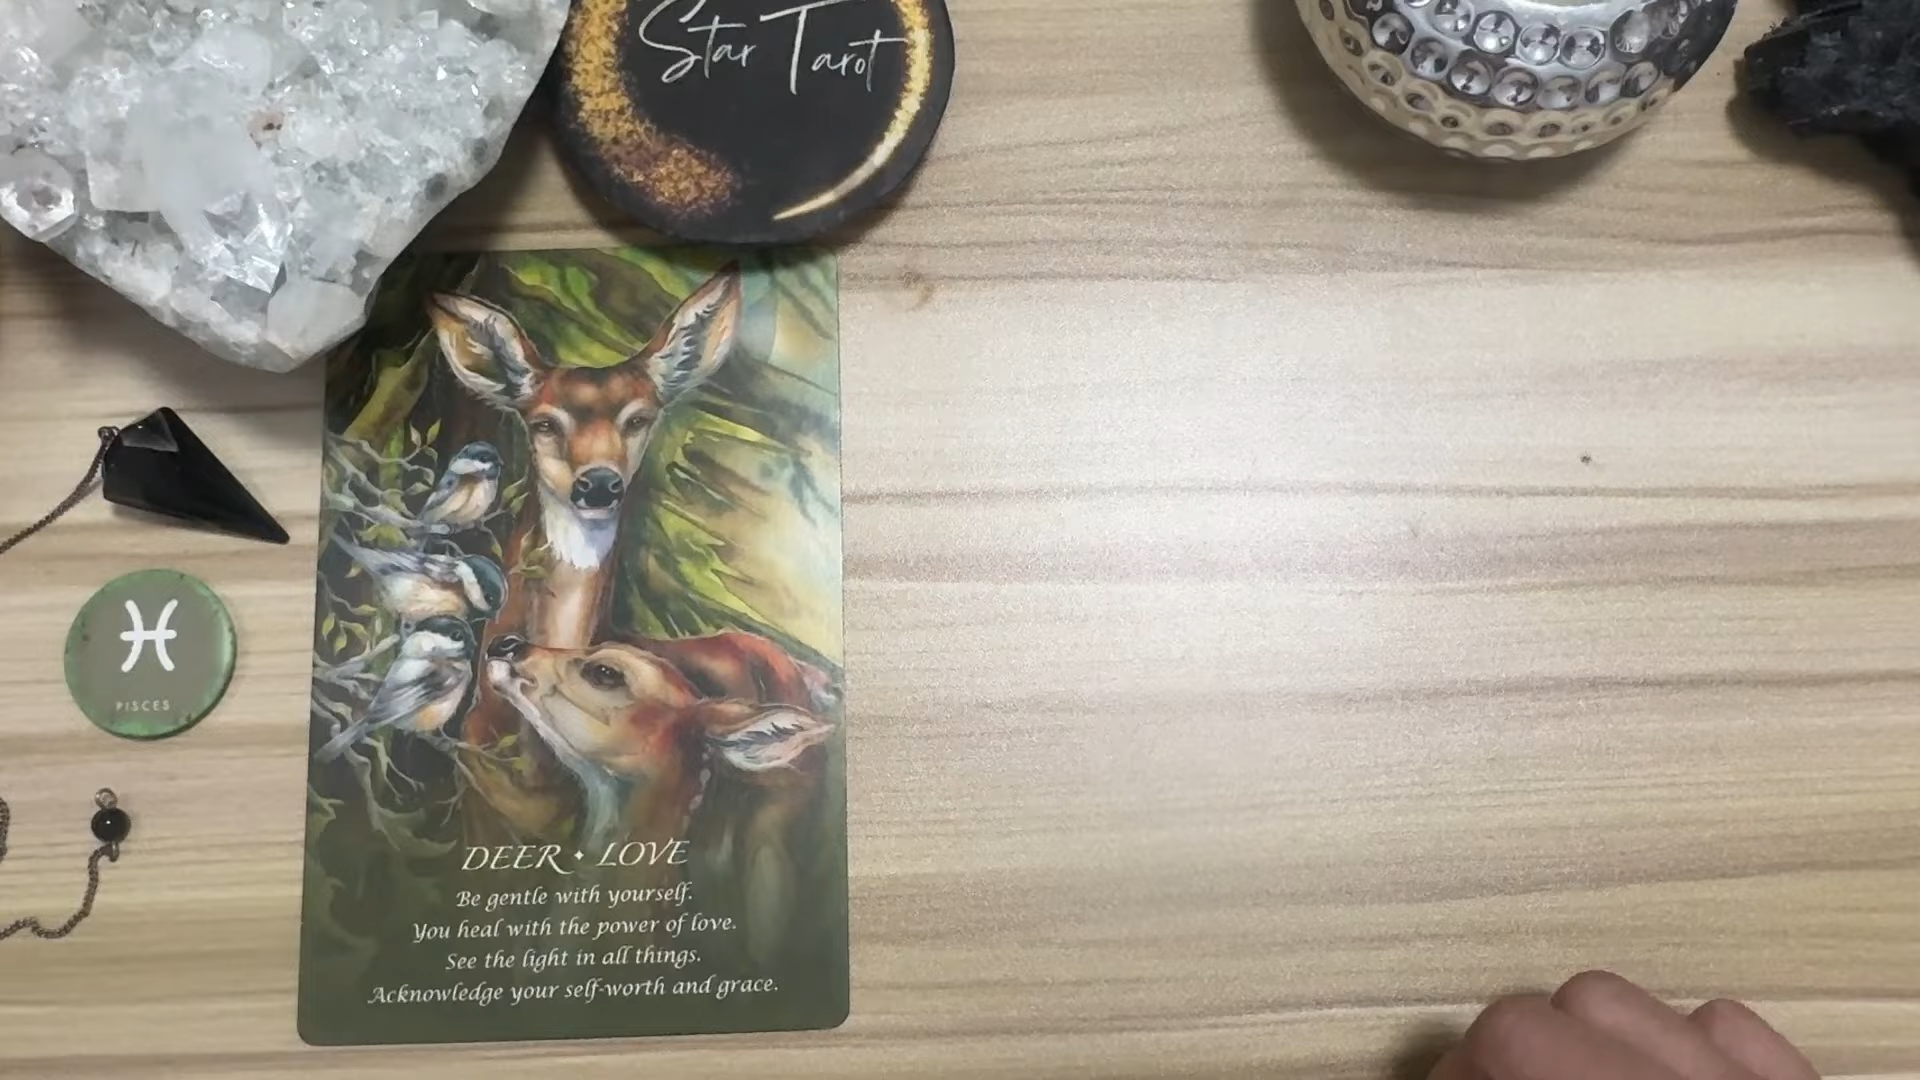 Star Tarot
PISCES
DEER • LOVE
Be gentle with yourself.
You heal with the power of love.
See the light in all things.
Acknowledge your self-worth and grace.